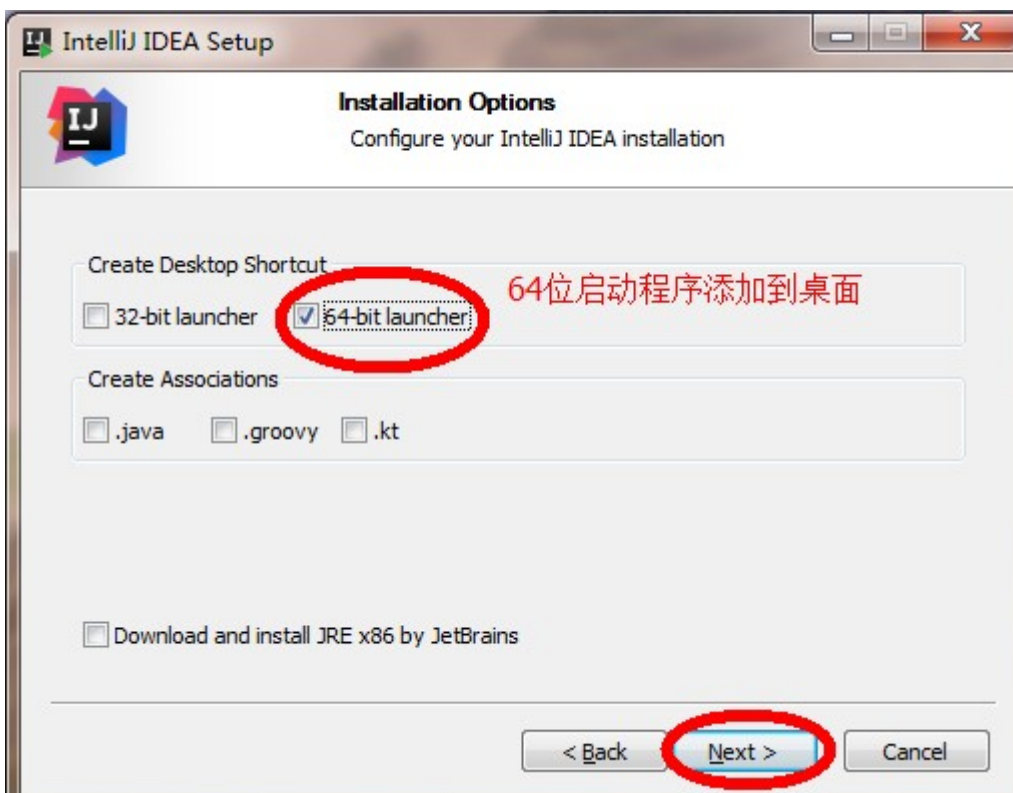 IntelliJ IDEA Setup
IJ
Installation Options
Configure your IntelliJ IDEA installation
Create Desktop Shortcut
64位启动程序添加到桌面
32-bit launcher 64-bit launcher
Create Associations
.java .groovy .kt
Download and install JRE x86 by JetBrains
< Back Next > Cancel